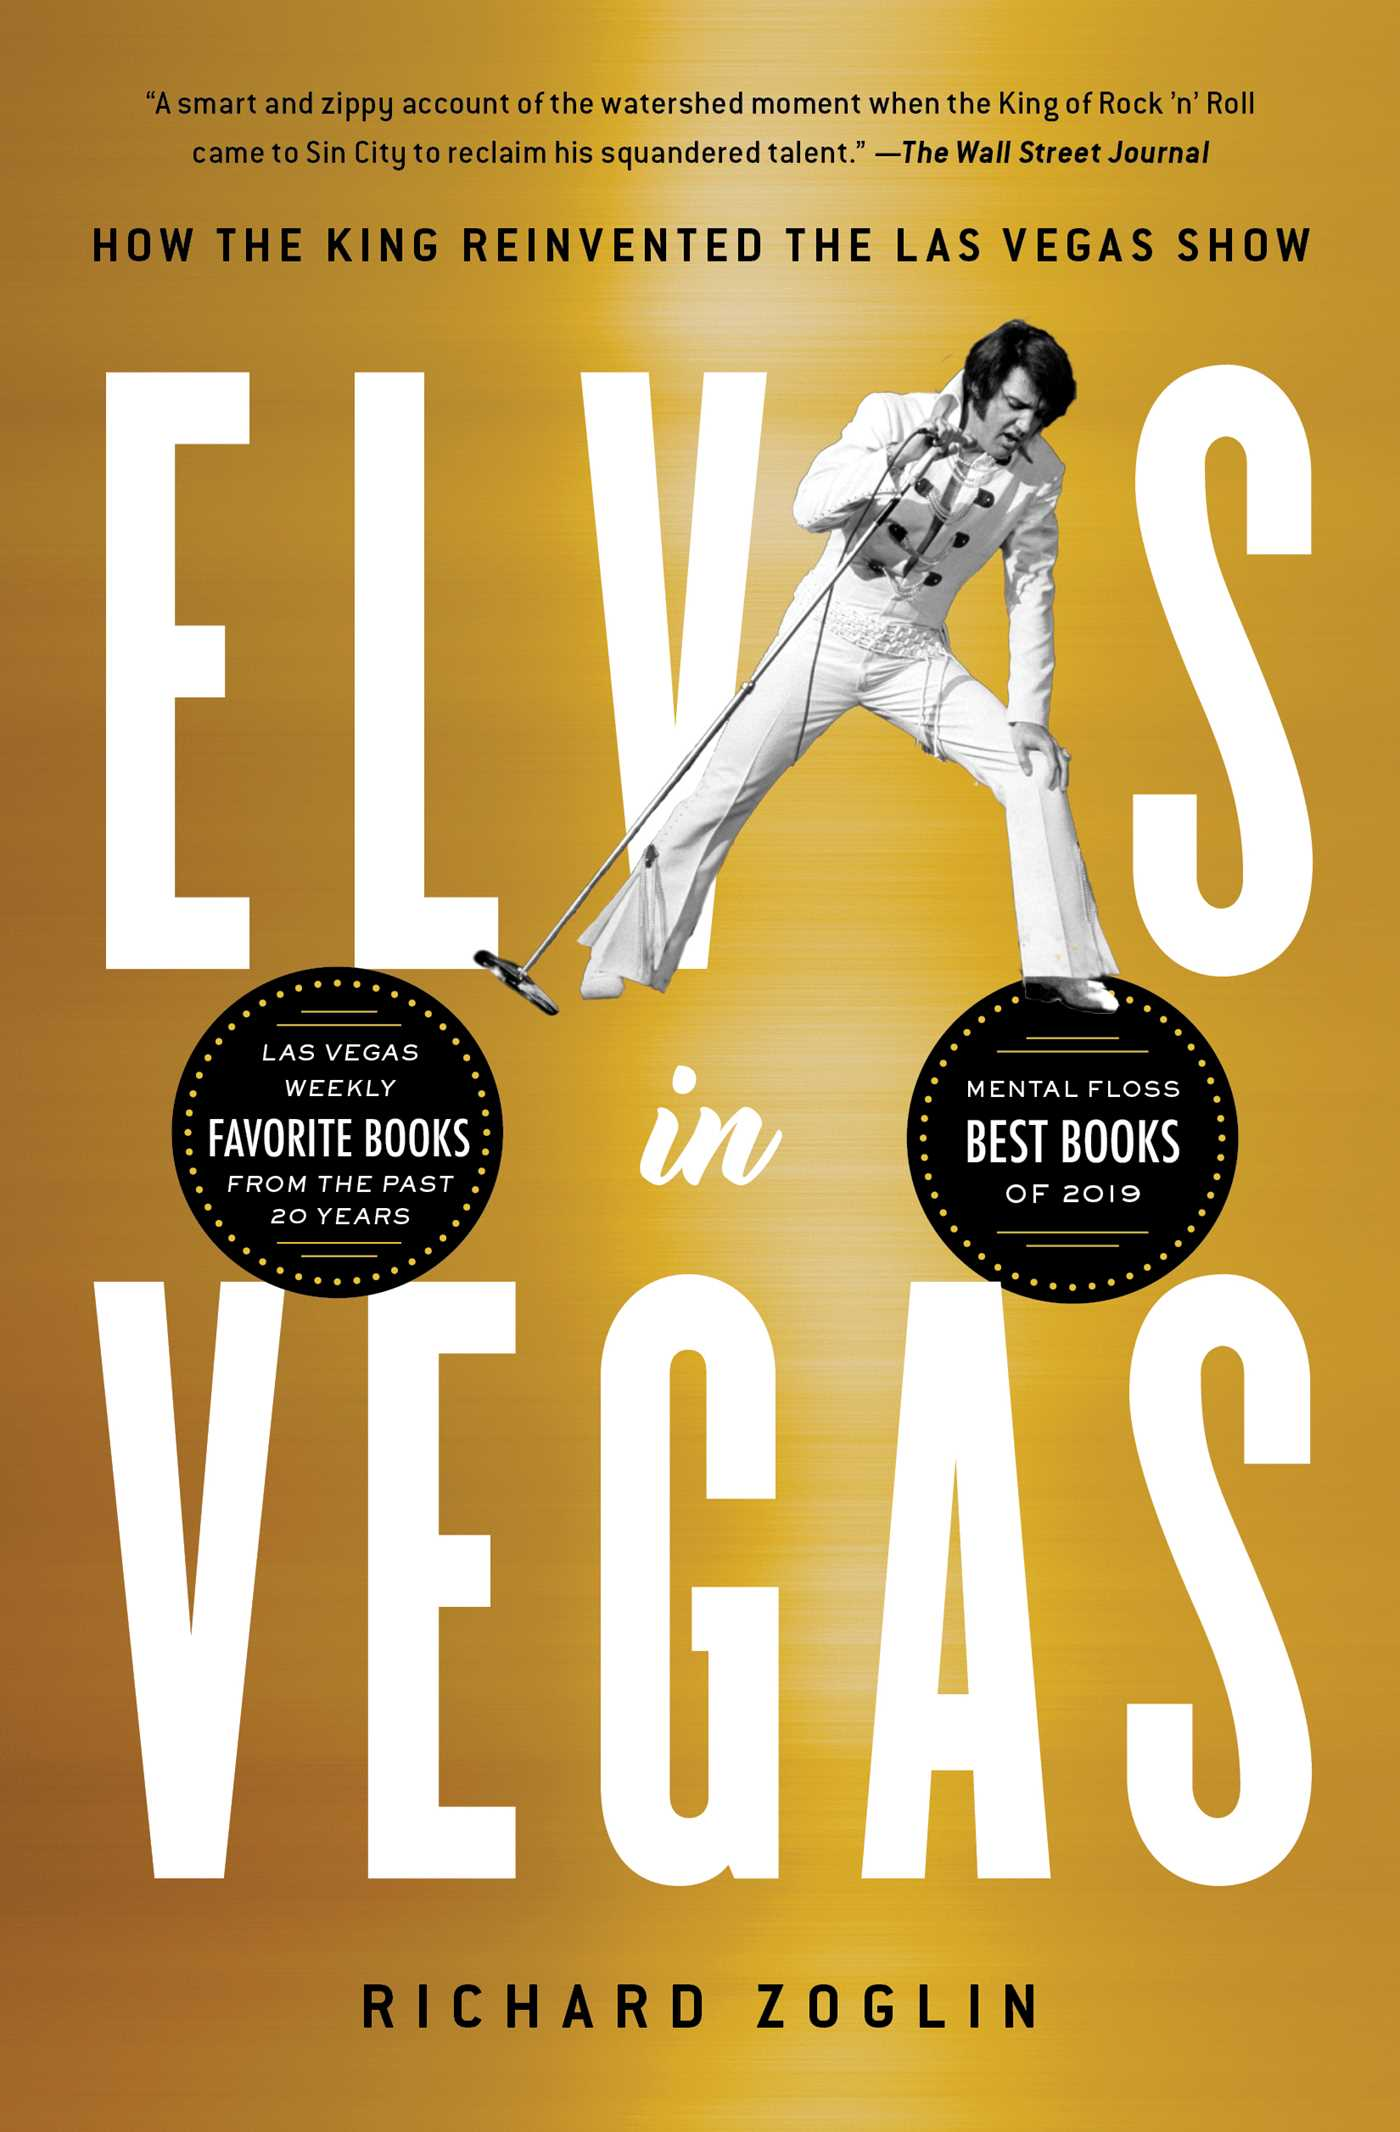 “A smart and zippy account of the watershed moment when the King of Rock ’n’ Roll
came to Sin City to reclaim his squandered talent.” —The Wall Street Journal
HOW THE KING REINVENTED THE LAS VEGAS SHOW
ELVIS
LAS VEGAS
WEEKLY
FAVORITE BOOKS
FROM THE PAST
20 YEARS
in
MENTAL FLOSS
BEST BOOKS
OF 2019
VEGAS
RICHARD ZOGLIN